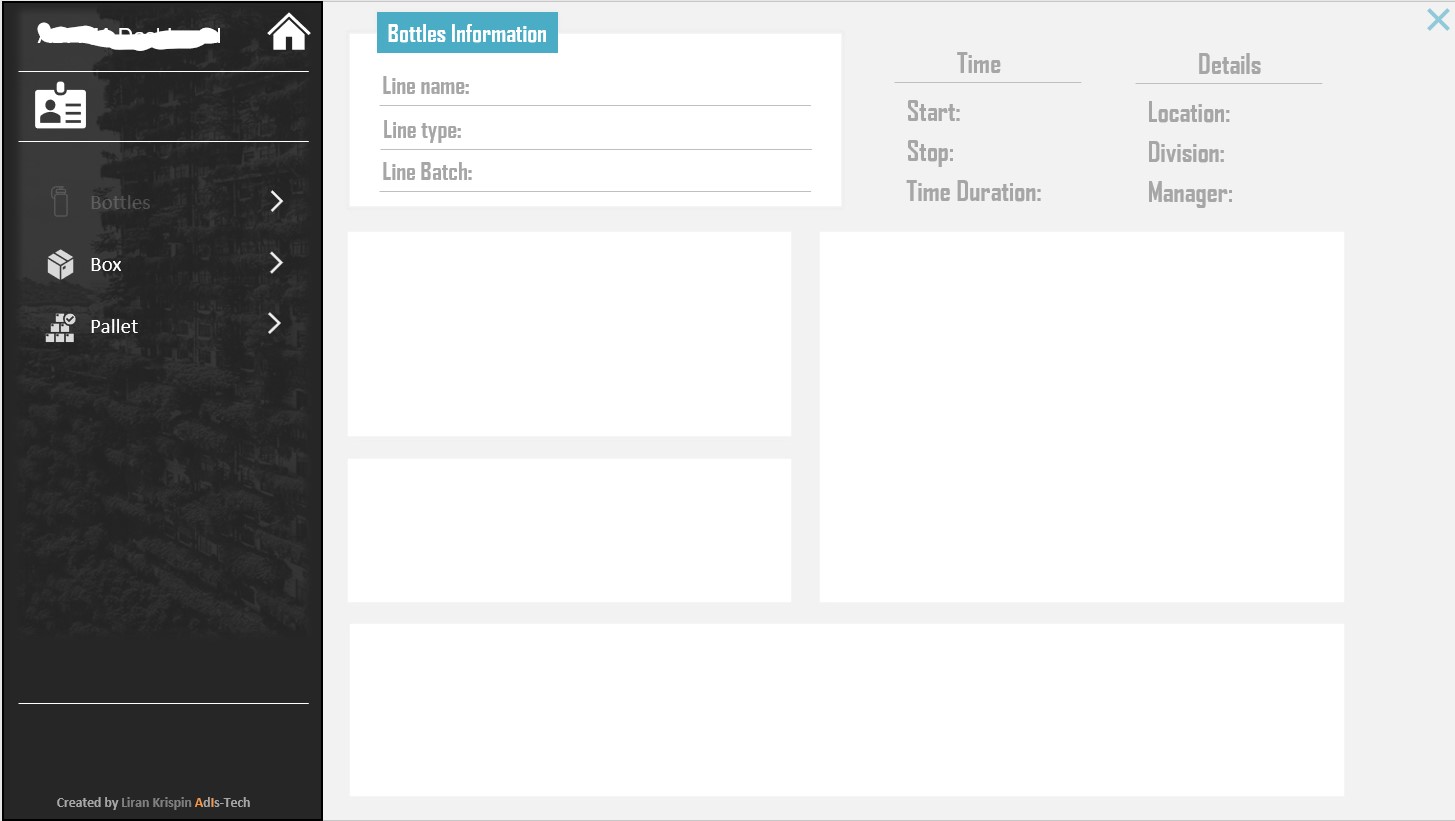 Bottles
Box
Pallet
Created by Liran Krispin AdIs-Tech
Bottles Information
Line name:
Line type:
Line Batch:
Time
Start:
Stop:
Time Duration:
Details
Location:
Division:
Manager: